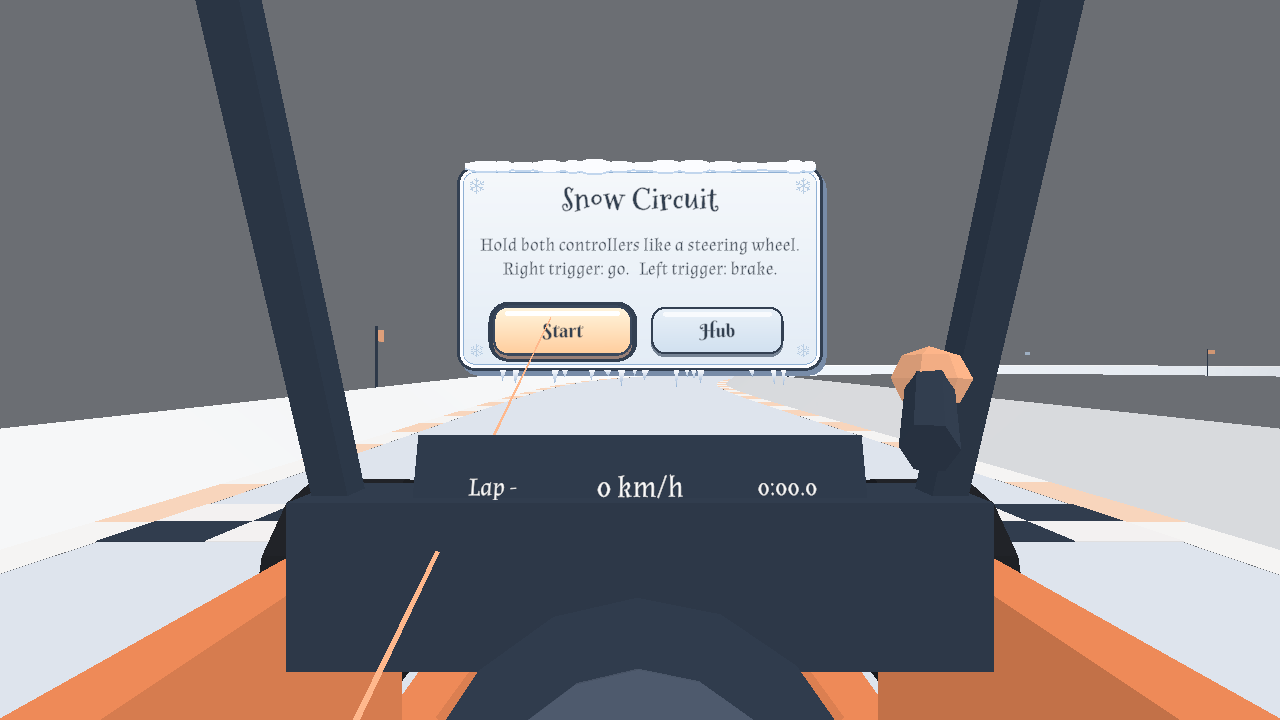 Snow Circuit
Hold both controllers like a steering wheel.
Right trigger: go. Left trigger: brake.
Start
Hub
Lap -
0 km/h
0:00.0